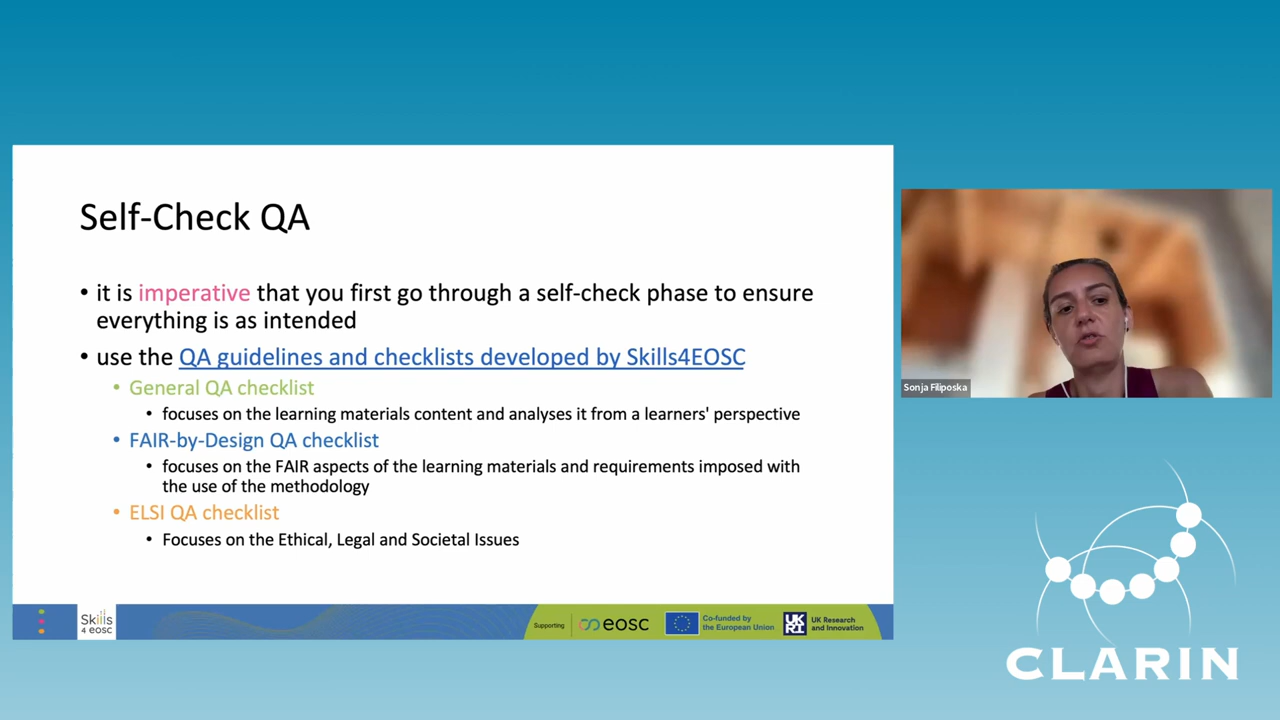 Self-Check QA
• it is imperative that you first go through a self-check phase to ensure
everything is as intended
• use the QA guidelines and checklists developed by Skills4EOSC
• General QA checklist
• focuses on the learning materials content and analyses it from a learners' perspective
• FAIR-by-Design QA checklist
• focuses on the FAIR aspects of the learning materials and requirements imposed with
the use of the methodology
• ELSI QA checklist
• Focuses on the Ethical, Legal and Societal Issues
Skills
4 eosc
Supporting
eosc
Co-funded by
the European Union
UK
RI
UK Research
and Innovation
Sonja Filiposka
CLARIN